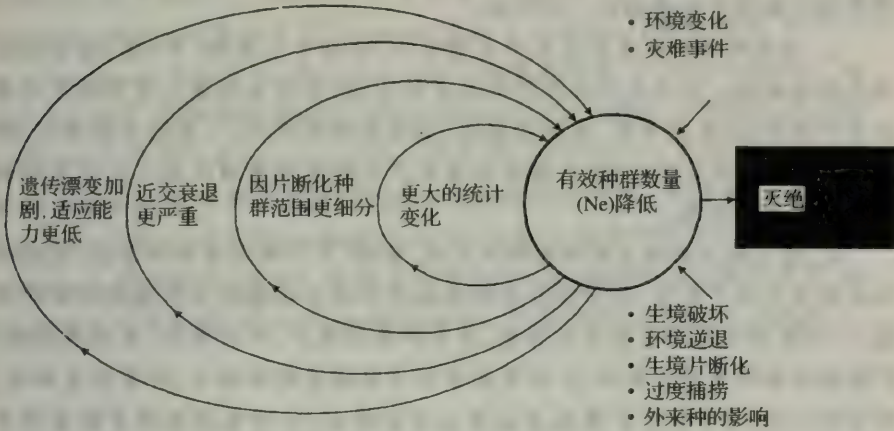 • 环境变化
• 灾难事件
遗传漂变加
剧,适应能
力更低
近交衰退
更严重
因片断化种
群范围更细分
更大的统计
变化
有效种群数量
(Ne)降低
灭绝
• 生境破坏
• 环境逆退
• 生境片断化
• 过度捕捞
• 外来种的影响